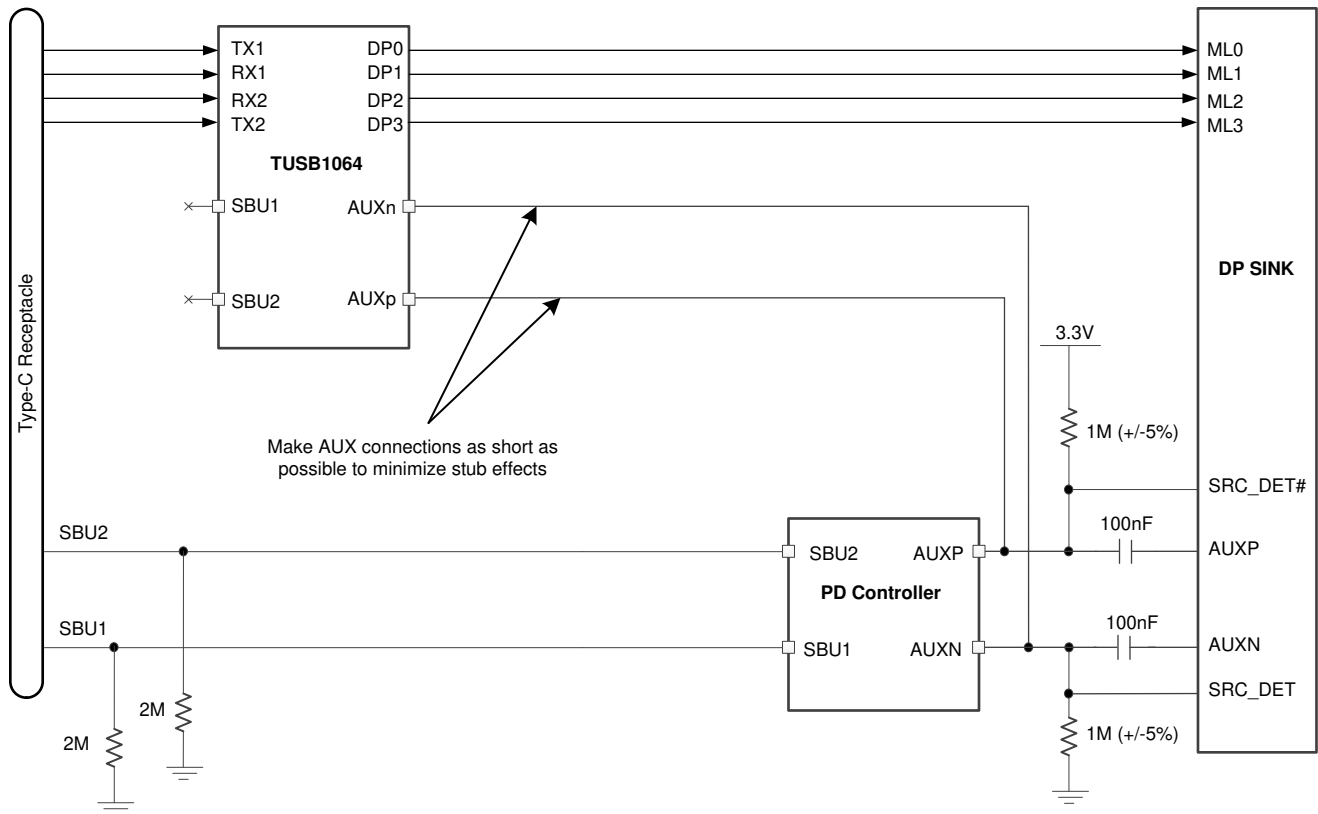 Type-C Receptacle
TX1
RX1
RX2
TX2
DP0
DP1
DP2
DP3
TUSB1064
SBU1
SBU2
AUXn
AUXp
ML0
ML1
ML2
ML3
DP SINK
Make AUX connections as short as
possible to minimize stub effects
3.3V
1M (+/-5%)
SRC_DET#
100nF
AUXP
100nF
AUXN
SRC_DET
1M (+/-5%)
SBU2
SBU1
2M
2M
SBU2
AUXP
PD Controller
SBU1
AUXN